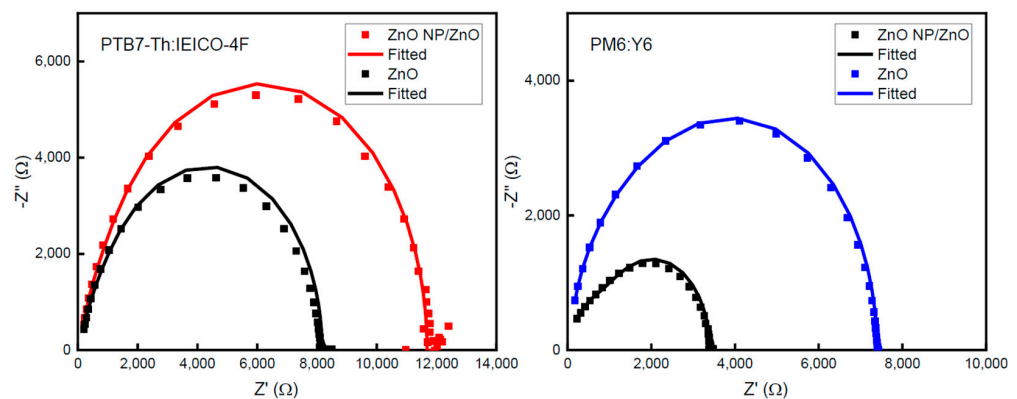 PTB7-Th:IEICO-4F
ZnO NP/ZnO
Fitted
ZnO
Fitted
6,000
4,000
2,000
0
-Z" (Ω)
0
2,000
4,000
6,000
8,000
10,000
12,000
14,000
Z' (Ω)
PM6:Y6
ZnO NP/ZnO
Fitted
ZnO
Fitted
4,000
2,000
0
-Z" (Ω)
0
2,000
4,000
6,000
8,000
10,000
Z' (Ω)